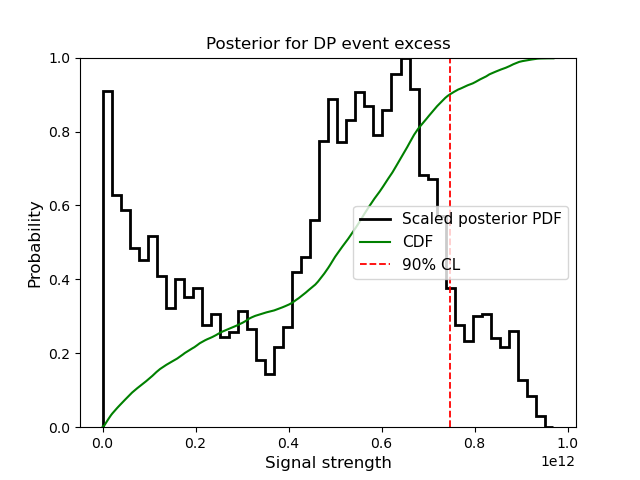 Posterior for DP event excess
Probability
1.0
0.8
0.6
0.4
0.2
0.0
Scaled posterior PDF
CDF
90% CL
0.0 0.2 0.4 0.6 0.8 1.0
1e12
Signal strength